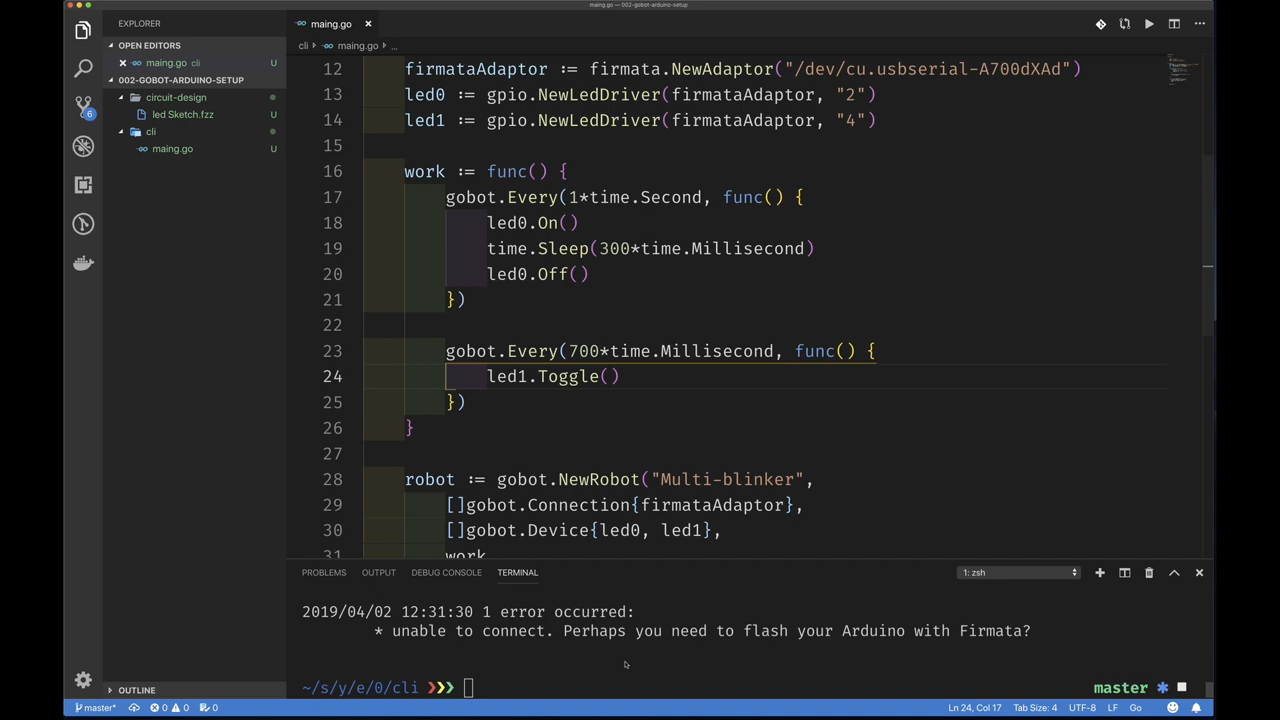 maing.go — 002-gobot-arduino-setup
EXPLORER
OPEN EDITORS
maing.go cli U
002-GOBOT-ARDUINO-SETUP
circuit-design
led Sketch.fzz U
cli
maing.go U
6
OUTLINE
maing.go
cli maing.go ...
12 firmataAdaptor := firmata.NewAdaptor("/dev/cu.usbserial-A700dXAd")
13 led0 := gpio.NewLedDriver(firmataAdaptor, "2")
14 led1 := gpio.NewLedDriver(firmataAdaptor, "4")
15
16 work := func() {
17 gobot.Every(1*time.Second, func() {
18 led0.On()
19 time.Sleep(300*time.Millisecond)
20 led0.Off()
21 })
22
23 gobot.Every(700*time.Millisecond, func() {
24 led1.Toggle()
25 })
26 }
27
28 robot := gobot.NewRobot("Multi-blinker",
29 []gobot.Connection{firmataAdaptor},
30 []gobot.Device{led0, led1},
31 work
PROBLEMS OUTPUT DEBUG CONSOLE TERMINAL 1: zsh
2019/04/02 12:31:30 1 error occurred:
* unable to connect. Perhaps you need to flash your Arduino with Firmata?
~/s/y/e/0/cli ❯❯❯ master ✱ ◼
master* 0 0 0 Ln 24, Col 17 Tab Size: 4 UTF-8 LF Go